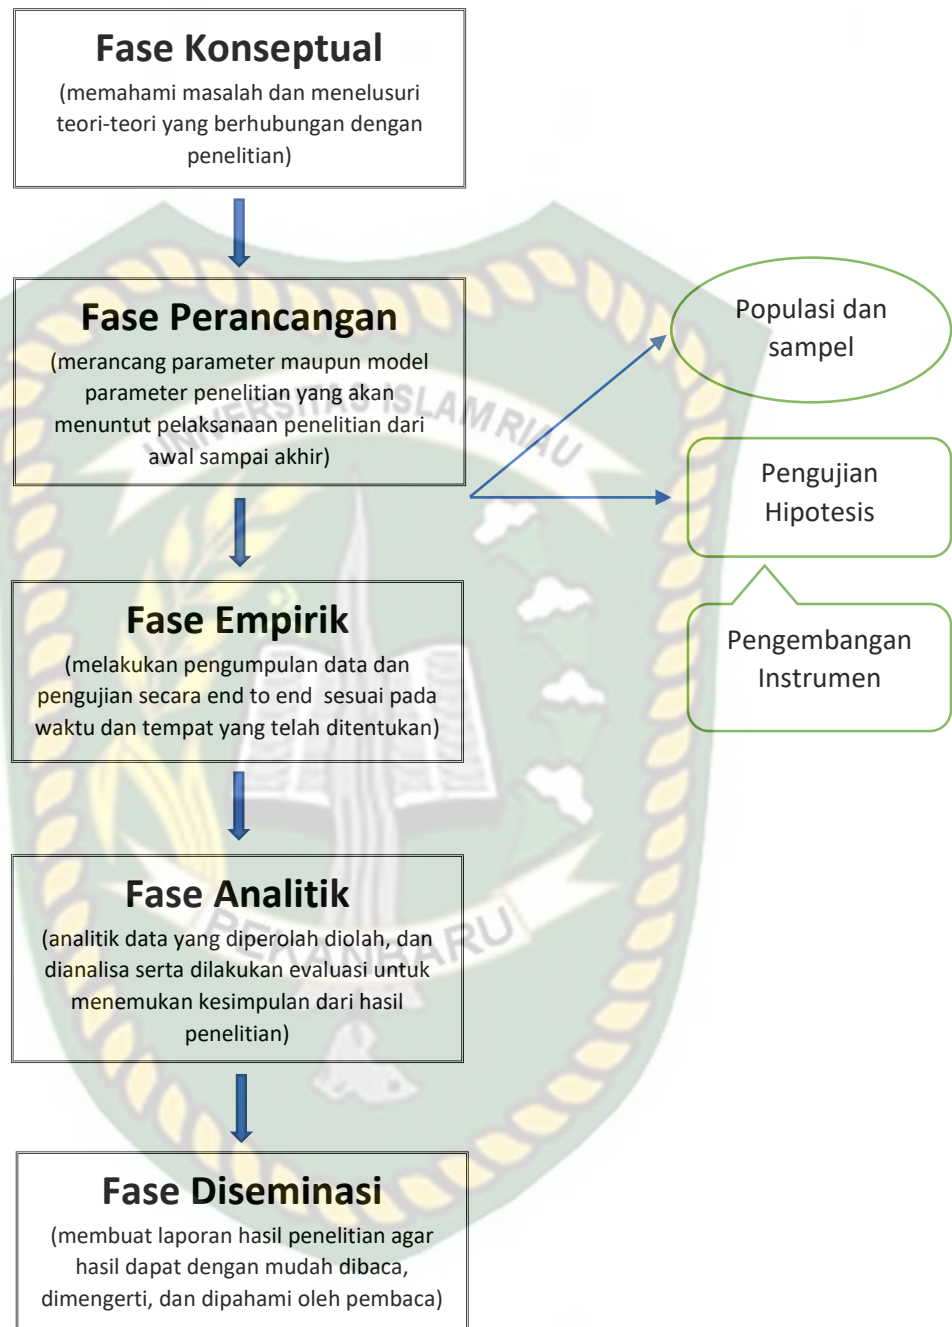 Fase Konseptual
(memahami masalah dan menelusuri
teori-teori yang berhubungan dengan
penelitian)
Fase Perancangan
(merancang parameter maupun model
parameter penelitian yang akan
menuntut pelaksanaan penelitian dari
awal sampai akhir)
Populasi dan
sampel
Pengujian
Hipotesis
Pengembangan
Instrumen
Fase Empirik
(melakukan pengumpulan data dan
pengujian secara end to end sesuai pada
waktu dan tempat yang telah ditentukan)
Fase Analitik
(analitik data yang diperolah diolah, dan
dianalisa serta dilakukan evaluasi untuk
menemukan kesimpulan dari hasil
penelitian)
Fase Diseminasi
(membuat laporan hasil penelitian agar
hasil dapat dengan mudah dibaca,
dimengerti, dan dipahami oleh pembaca)
UNIVERSITAS ISLAM RIAU
PEKANBARU